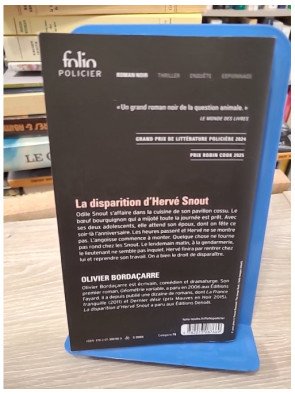 folio
POLICIER
ROMAN NOIR THRILLER ENQUÊTE ESPIONNAGE
« Un grand roman noir de la question animale. »
LE MONDE DES LIVRES
GRAND PRIX DE LITTÉRATURE POLICIÈRE 2024
PRIX ROBIN COOK 2025
La disparition d'Hervé Snout
Odile Snout s'affaire dans la cuisine de son pavillon cossu. Le
bœuf bourguignon qui a mijoté toute la journée est prêt. Avec
ses deux adolescents, elle attend son époux, dont on fête ce
soir-là l'anniversaire. Les heures passent et Hervé ne se montre
pas. L'angoisse commence à monter. Quelque chose ne tourne
pas rond chez les Snout. Le lendemain matin, à la gendarmerie,
le lieutenant ne semble pas inquiet. Hervé finira par rentrer chez
lui et reprendre son travail. On a bien le droit de disparaître.
OLIVIER BORDAÇARRE
Olivier Bordaçarre est écrivain, comédien et dramaturge. Son
premier roman, Géométrie variable, a paru en 2006 aux Éditions
Fayard. Il a depuis publié une dizaine de romans, dont La France
tranquille (2011) et Dernier désir (prix Mauves en Noir 2015).
La disparition d'Hervé Snout a paru aux Éditions Denoël.
LE C